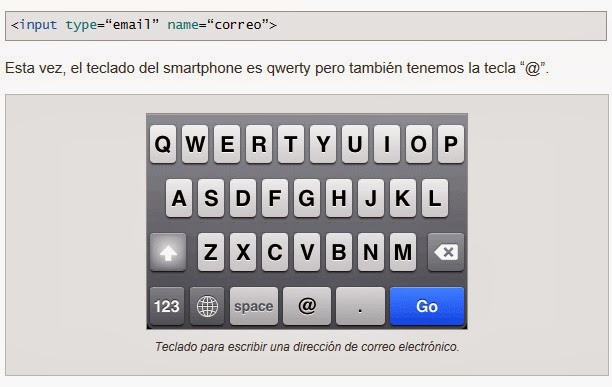 <input type=“email” name=“correo”>
Esta vez, el teclado del smartphone es qwerty pero también tenemos la tecla “@”.
Q W E R T Y U I O P
A S D F G H J K L
Z X C V B N M
123 space @ . Go
Teclado para escribir una dirección de correo electrónico.